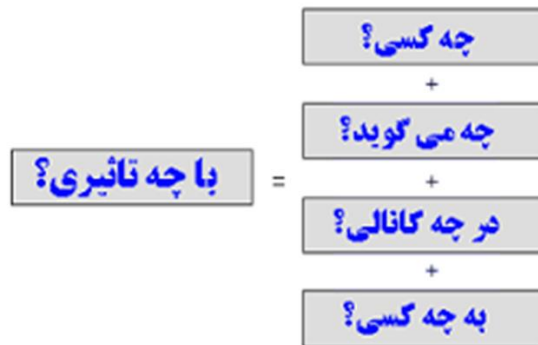 چه کسی؟
+
چه می گوید؟
+
در چه کانالی؟
+
به چه کسی؟
=
با چه تاثیری؟